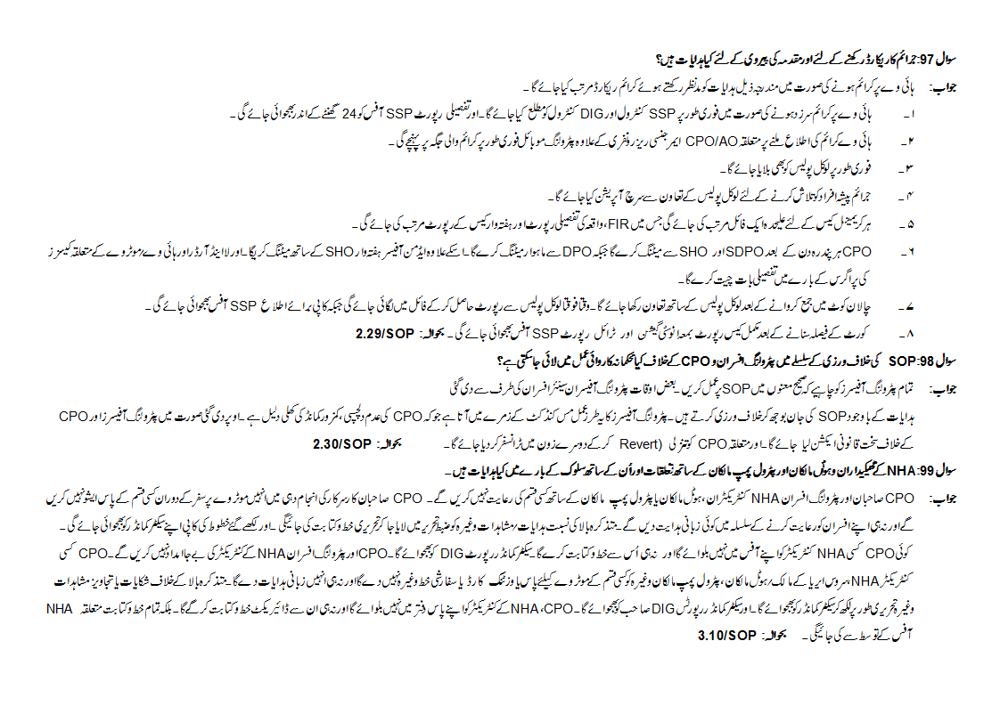 سوال 97: جرائم کا ریکارڈ رکھنے کے لئے اور مقدمہ کی پیروی کے لئے کیا ہدایات ہیں؟
جواب: ہائی وے پر کرائم ہونے کی صورت میں مندرجہ ذیل ہدایات کو مدنظر رکھتے ہوئے کرائم ریکارڈ مرتب کیا جائے گا۔
۱۔ ہائی وے پر کرائم سرزد ہونے کی صورت میں فوری طور پر SSP کنٹرول اور DIG کنٹرول کو مطلع کیا جائے گا۔ اور تفصیلی رپورٹ SSP آفس کو 24 گھنٹے کے اندر بھجوائی جائے گی۔
۲۔ ہائی وے کرائم کی اطلاع ملنے پر متعلقہ CPO/AO ایمرجنسی ریزرو نفری کے علاوہ پٹرولنگ موبائل فوری طور پر کرائم والی جگہ پر پہنچے گی۔
۳۔ فوری طور پر لوکل پولیس کو بھی بلایا جائے گا۔
۴۔ جرائم پیشہ افراد کو تلاش کرنے کے لئے لوکل پولیس کے تعاون سے سرچ آپریشن کیا جائے گا۔
۵۔ ہر کریمینل کیس کے لئے علیحدہ ایک فائل مرتب کی جائے گی جس میں FIR، واقعہ کی تفصیلی رپورٹ اور ہفتہ وار کیس کے رپورٹ مرتب کی جائے گی۔
۶۔ CPO ہر پندرہ دن کے بعد SDPO اور SHO سے میٹنگ کرے گا جبکہ DPO سے ماہوار میٹنگ کرے گا۔ اسکے علاوہ ایڈمن آفیسر ہفتہ وار SHO کے ساتھ میٹنگ کریگا۔ اور لا اینڈ آرڈر اور ہائی وے / موٹروے کے متعلقہ کیسز ز
کی پراگرس کے بارے میں تفصیلی بات چیت کرے گا۔
۷۔ چالان کوٹ میں جمع کروانے کے بعد لوکل پولیس کے ساتھ تعاون رکھا جائے گا۔ وقتا فوقتا لوکل پولیس سے رپورٹ حاصل کر کے فائل میں لگائی جائے گی جبکہ کاپی برائے اطلاع SSP آفس بھجوائی جائے گی۔
۸۔ کورٹ کے فیصلہ سنانے کے بعد مکمل کیس رپورٹ بمعہ انوسٹی گیشن اور ٹرائل رپورٹ SSP آفس بھجوائی جائے گی۔ بحوالہ: 2.29/SOP
سوال 98: SOP کی خلاف ورزی کے سلسلے میں پٹرولنگ افسران و CPO کے خلاف کیا محکمانہ کاروائی عمل میں لائی جاسکتی ہے؟
جواب: تمام پٹرولنگ آفیسرز کو چاہیے کہ صحیح معنوں میں SOP پر عمل کریں۔ بعض اوقات پٹرولنگ آفیسران سینئر افسران کی طرف سے دی گئی
ہدایات کے باوجود SOP کی جان بوجھ کر خلاف ورزی کرتے ہیں۔ پٹرولنگ آفیسرز کا یہ طرز عمل مس کنڈکٹ کے زمرے میں آتا ہے جو کہ CPO کی عدم دلچسپی، کمزور کمانڈ کی کھلی دلیل ہے۔ اوپر دی گئی صورت میں پٹرولنگ آفیسرز اور CPO
کے خلاف سخت قانونی ایکشن لیا جائے گا۔ اور متعلقہ CPO کو تنزلی (Revert کر کے دوسرے زون میں ٹرانسفر کر دیا جائے گا۔ بحوالہ: 2.30/SOP
سوال 99: NHA کے ٹھیکیداران و ہوٹل مالکان اور پٹرول پمپ مالکان کے ساتھ تعلقات اور اُن کے ساتھ سلوک کے بارے میں کیا ہدایات ہیں۔
جواب: CPO صاحبان اور پٹرولنگ افسران NHA کنٹریکٹران، ہوٹل مالکان یا پٹرول پمپ مالکان کے ساتھ کسی قسم کی رعایت نہیں کریں گے۔ CPO صاحبان کار سرکار کی انجام دہی میں انہیں موٹروے پر سفر کے دوران کسی قسم کے پاس ایشو نہیں کریں
گے اور نہ ہی اپنے افسران کو رعایت کرنے کے سلسلہ میں کوئی زبانی ہدایت دیں گے۔ متذکرہ بالا کی نسبت ہدایات / مشاہدات وغیرہ کو ضبط تحریر میں لایا جا کر تحریری خط و کتابت کی جائیگی۔ اور لکھے گئے خطوط کی کاپی اپنے سیکٹر کمانڈر کو بھجوائی جائے گی۔
کوئی CPO کسی NHA کنٹریکٹر کو اپنے آفس میں نہیں بلوائے گا اور نہ ہی اُس سے خط و کتابت کرے گا۔ سیکٹر کمانڈر رپورٹ DIG کو بھجوائے گا۔ CPO اور پٹرولنگ افسران NHA کے کنٹریکٹر کی بے جا امداد نہیں کریں گے۔ CPO کسی
کنٹریکٹر NHA، سروس ایریا کے مالک / ہوٹل مالکان، پٹرول پمپ مالکان وغیرہ کو کسی قسم کے موٹروے کیلئے پاس یا وزٹنگ کارڈ یا سفارشی خط وغیرہ نہیں دے گا اور نہ ہی انہیں زبانی ہدایات دے گا۔ متذکرہ بالا کے خلاف شکایات یا تجاویز / مشاہدات
وغیرہ تحریری طور پر لکھ کر سیکٹر کمانڈر کو بھجوائے گا۔ اور سیکٹر کمانڈر رپورٹس DIG صاحب کو بھجوائے گا۔ NHA، CPO کے کنٹریکٹر کو اپنے پاس دفتر میں نہیں بلوائے گا اور نہ ہی ان سے ڈائریکٹ خط و کتابت کرے گا۔ بلکہ تمام خط و کتابت متعلقہ NHA
آفس کے توسط سے کی جائیگی۔ بحوالہ: 3.10/SOP